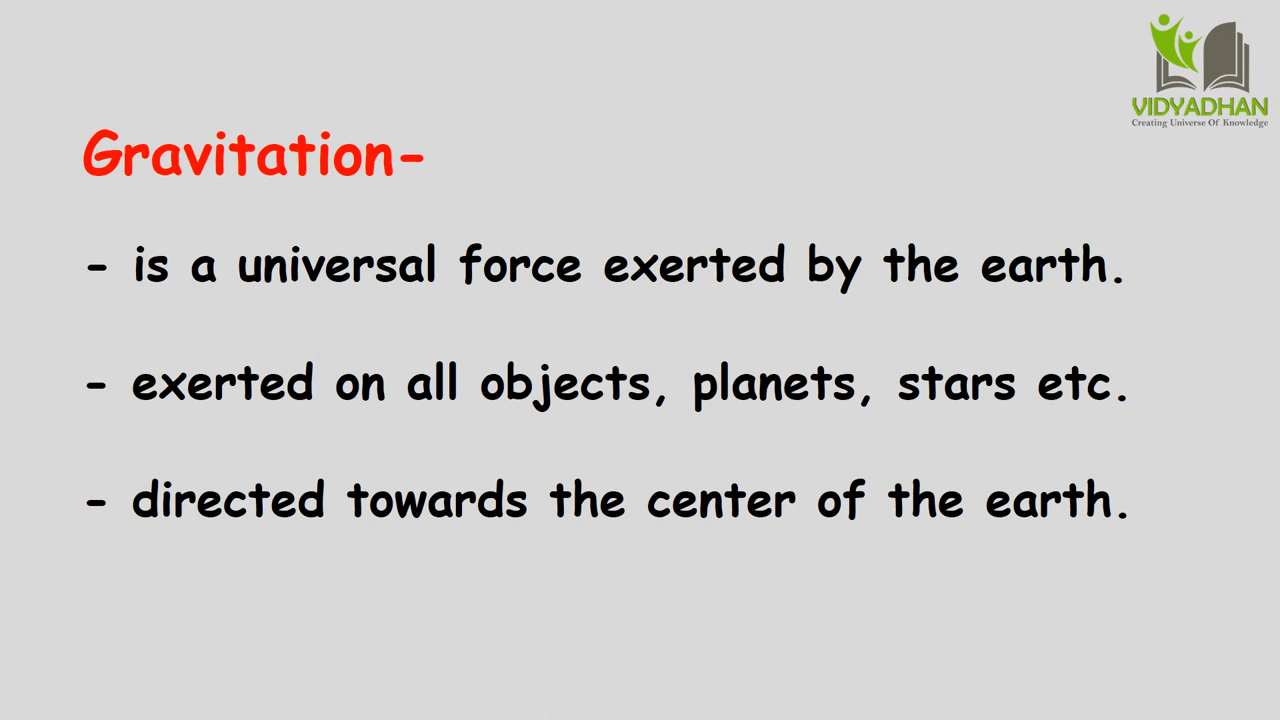 VIDYADHAN
Creating Universe Of Knowledge
Gravitation-
- is a universal force exerted by the earth.
- exerted on all objects, planets, stars etc.
- directed towards the center of the earth.